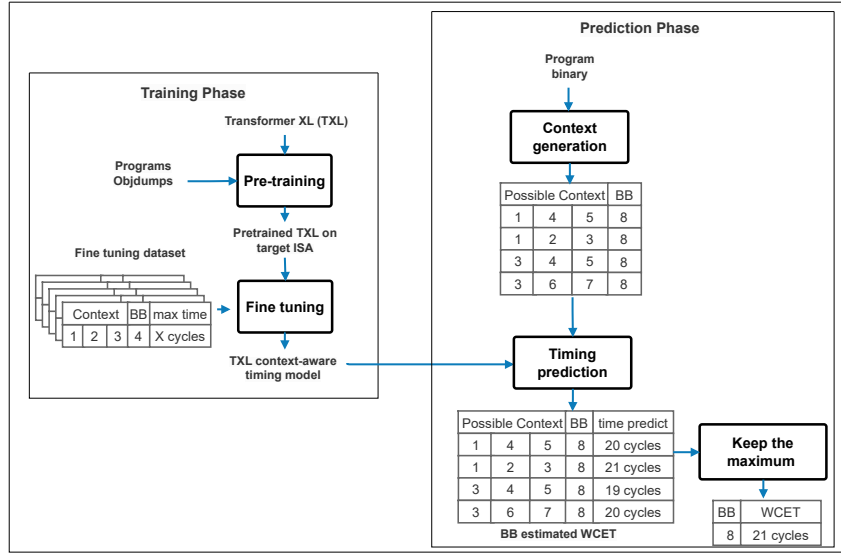 Training Phase
Transformer XL (TXL)
Programs
Objdumps
Pre-training
Pretrained TXL on
target ISA
Fine tuning dataset
Context BB max time
1 2 3 4 X cycles
Fine tuning
TXL context-aware
timing model
Prediction Phase
Program
binary
Context
generation
Possible Context BB
1 4 5 8
1 2 3 8
3 4 5 8
3 6 7 8
Timing
prediction
Possible Context BB time predict
1 4 5 8 20 cycles
1 2 3 8 21 cycles
3 4 5 8 19 cycles
3 6 7 8 20 cycles
BB estimated WCET
Keep the
maximum
BB WCET
8 21 cycles